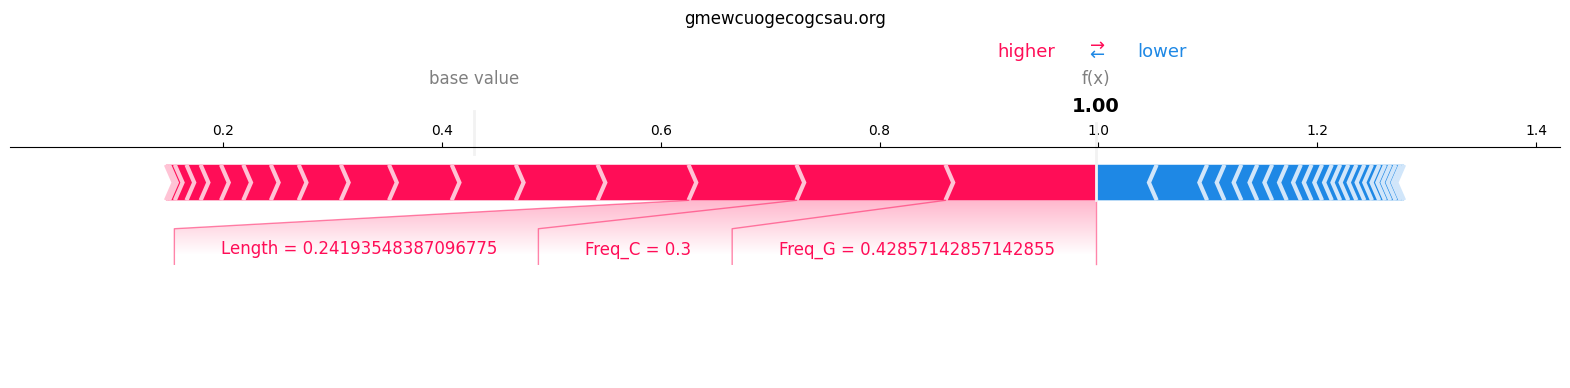 gmewcuogecogcsau.org
higher ⇄ lower
base value f(x)
1.00
0.2 0.4 0.6 0.8 1.0 1.2 1.4
Length = 0.24193548387096775 Freq_C = 0.3 Freq_G = 0.42857142857142855